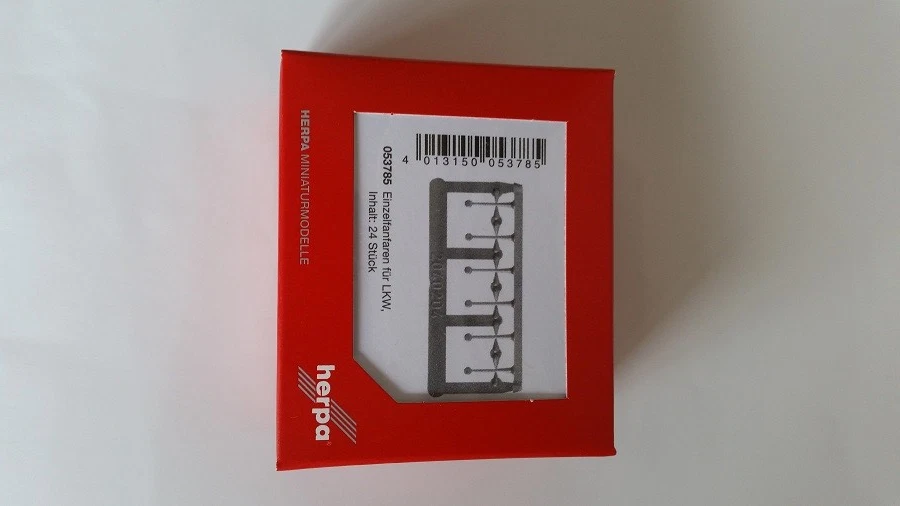 HERPA MINIATURMODELLE
4 013150 053785
053785 Einzelfanfaren für LKW,
Inhalt: 24 Stück
herpa®